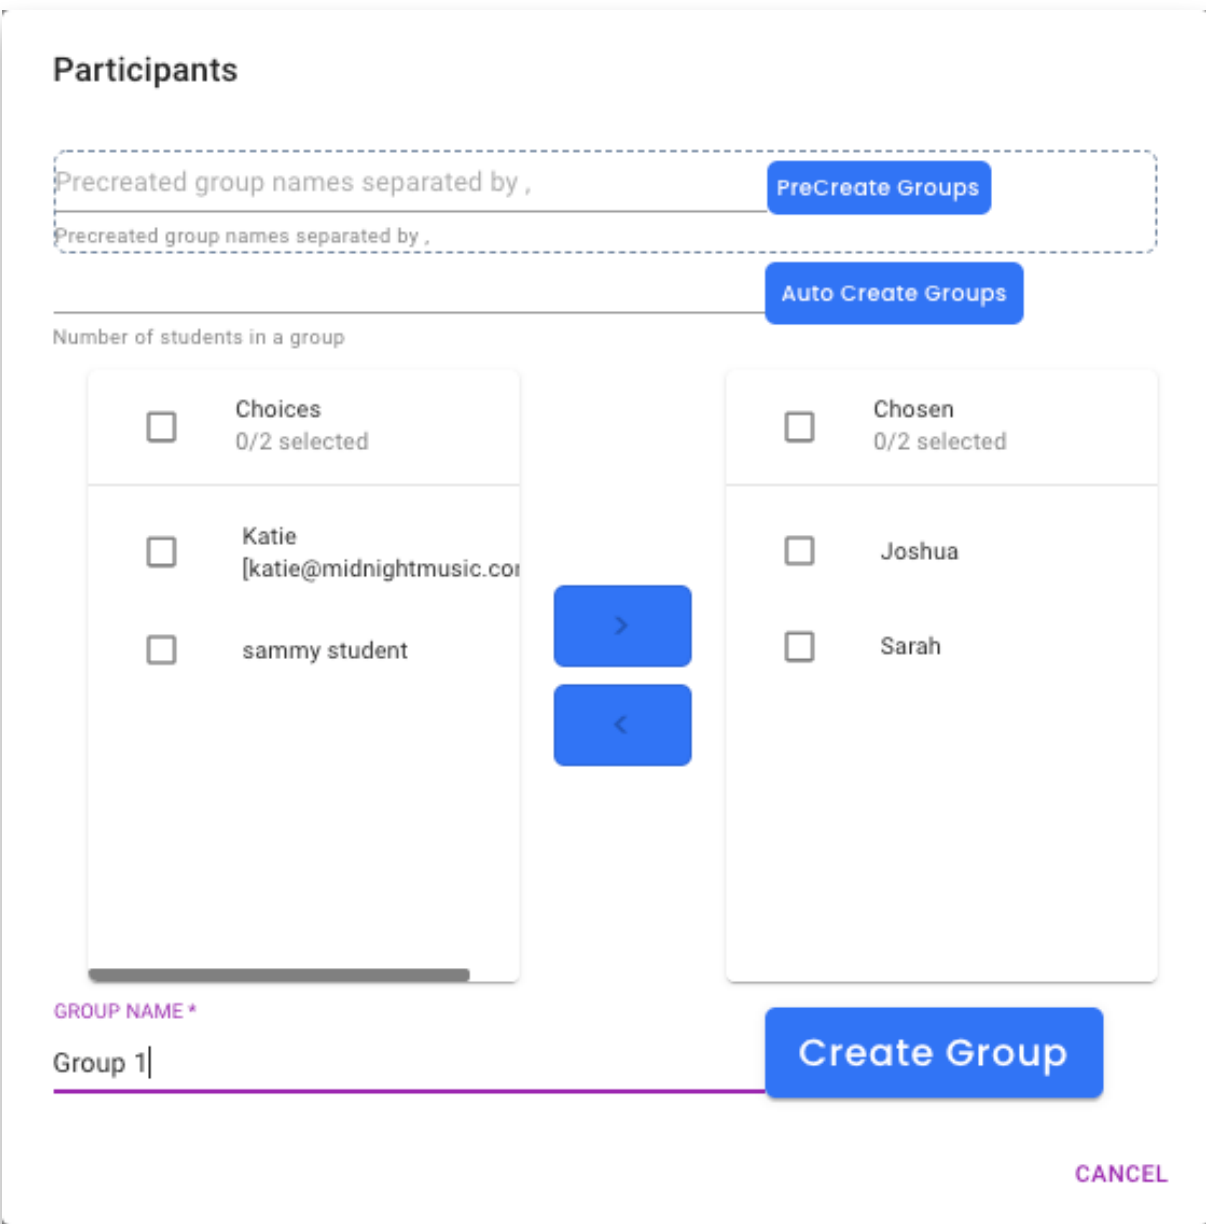 Participants
Precreated group names separated by ,
PreCreate Groups
Precreated group names separated by ,
Auto Create Groups
Number of students in a group
Choices
0/2 selected
Katie
[katie@midnightmusic.com
sammy student
>
<
Chosen
0/2 selected
Joshua
Sarah
GROUP NAME *
Group 1
Create Group
CANCEL